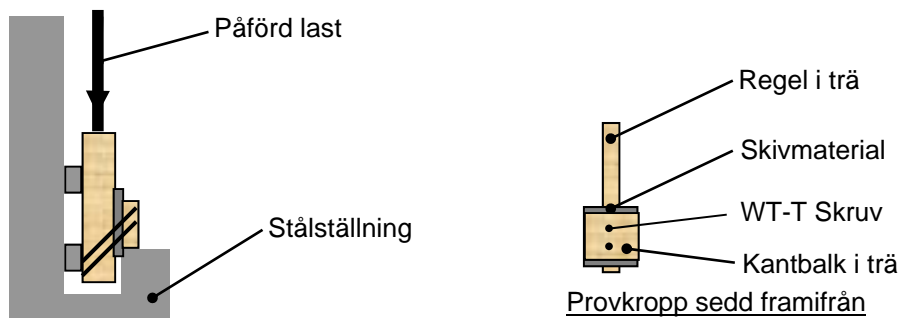 Påförd last
Stålställning
Regel i trä
Skivmaterial
WT-T Skruv
Kantbalk i trä
Provkropp sedd framifrån